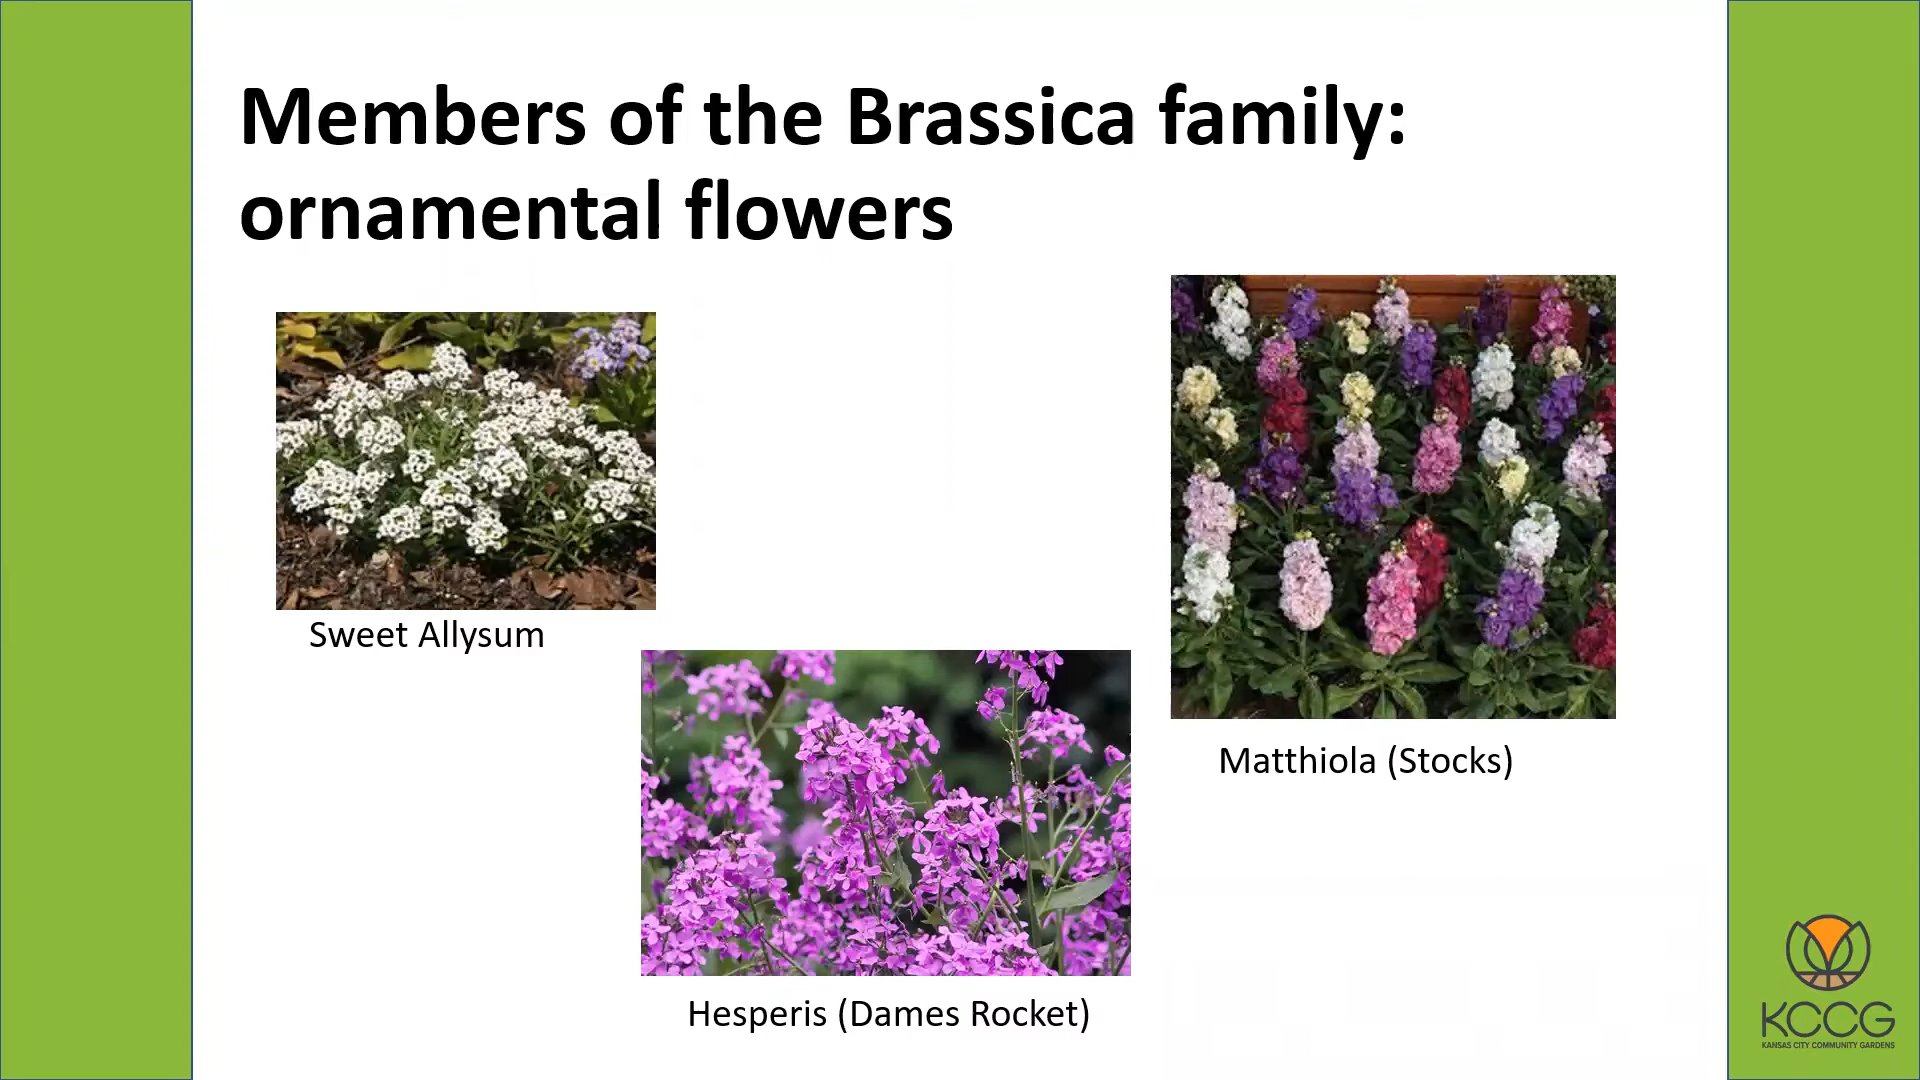 Members of the Brassica family:
ornamental flowers
Sweet Allysum
Matthiola (Stocks)
Hesperis (Dames Rocket)
KCCG
KANSAS CITY COMMUNITY GARDENS